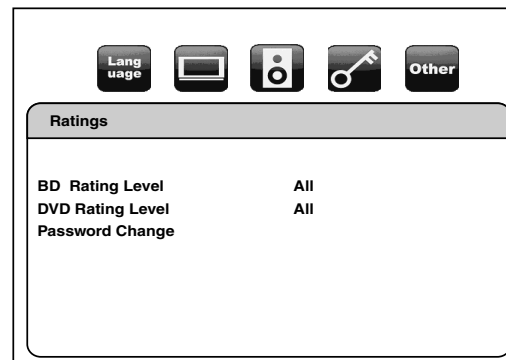 Lang
uage
Other
Ratings
BD Rating Level All
DVD Rating Level All
Password Change